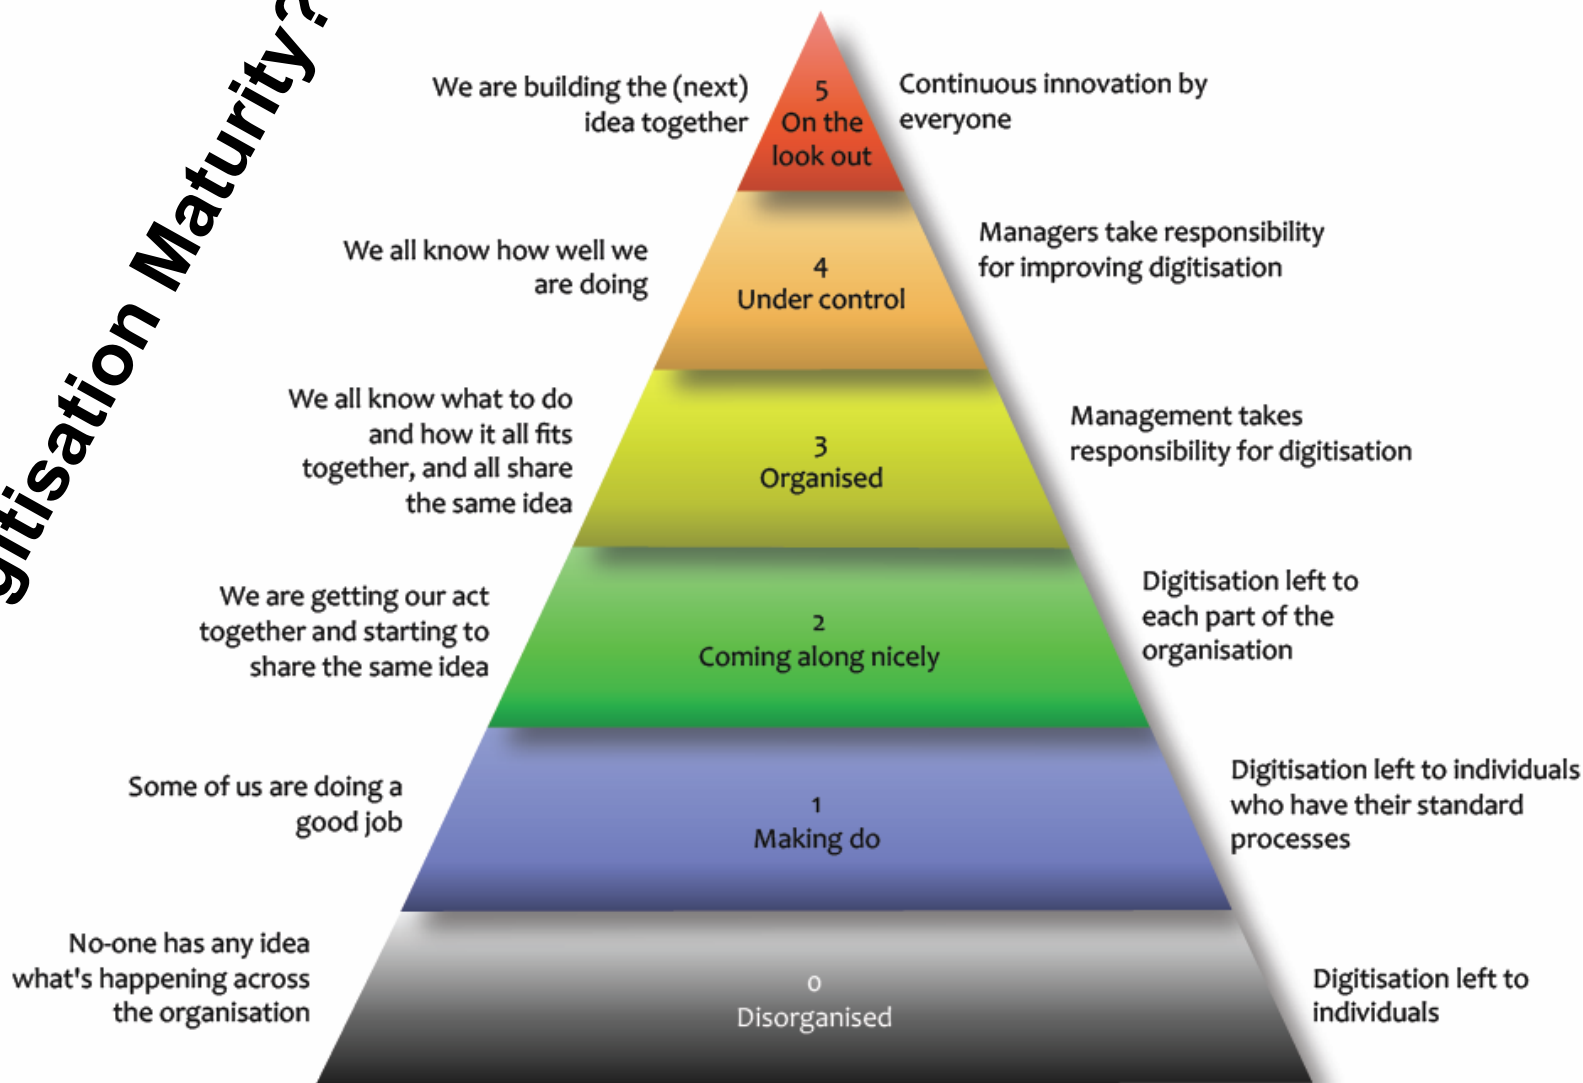 gitisation Maturity?
We are building the (next)
idea together
5
On the
look out
Continuous innovation by
everyone
We all know how well we
are doing
4
Under control
Managers take responsibility
for improving digitisation
We all know what to do
and how it all fits
together, and all share
the same idea
3
Organised
Management takes
responsibility for digitisation
We are getting our act
together and starting to
share the same idea
2
Coming along nicely
Digitisation left to
each part of the
organisation
Some of us are doing a
good job
1
Making do
Digitisation left to individuals
who have their standard
processes
No-one has any idea
what's happening across
the organisation
0
Disorganised
Digitisation left to
individuals